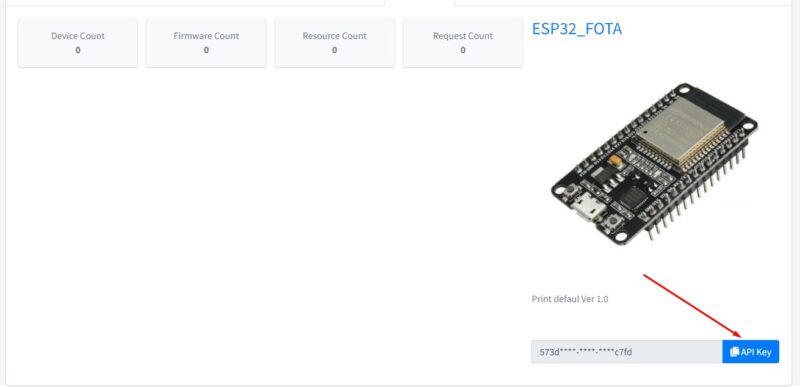 Device Count
0
Firmware Count
0
Resource Count
0
Request Count
0
ESP32_FOTA
Print defaul Ver 1.0
573d****-****-****c7fd
API Key